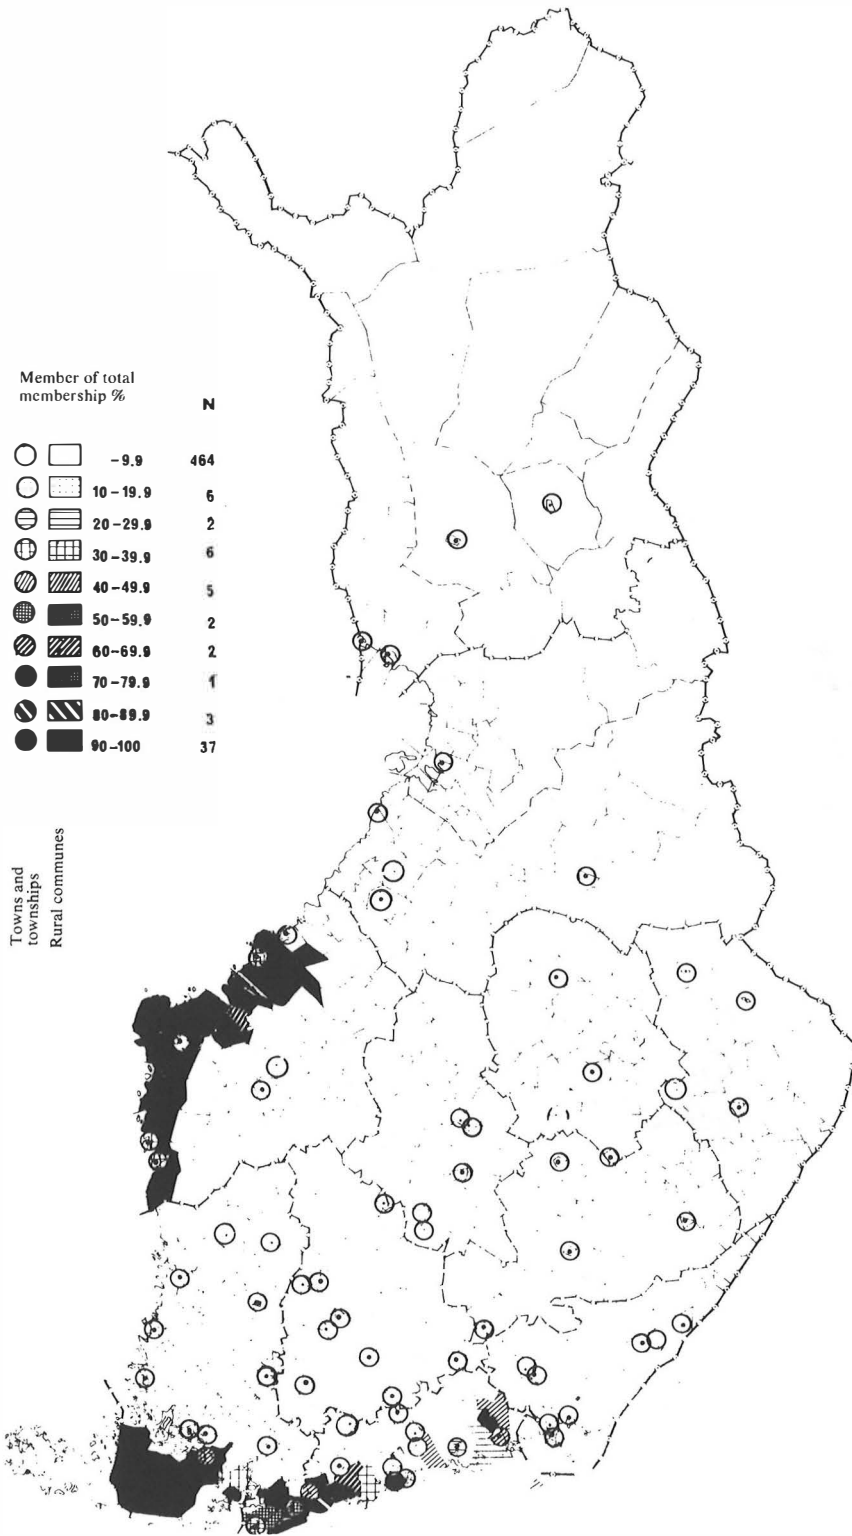 Member of total
membership %
N
-9.9 464
10-19.9 6
20-29.9 2
30-39.9 6
40-49.9 5
50-59.9 2
60-69.9 2
70-79.9 1
80-89.9 3
90-100 37
Towns and
townships
Rural communes